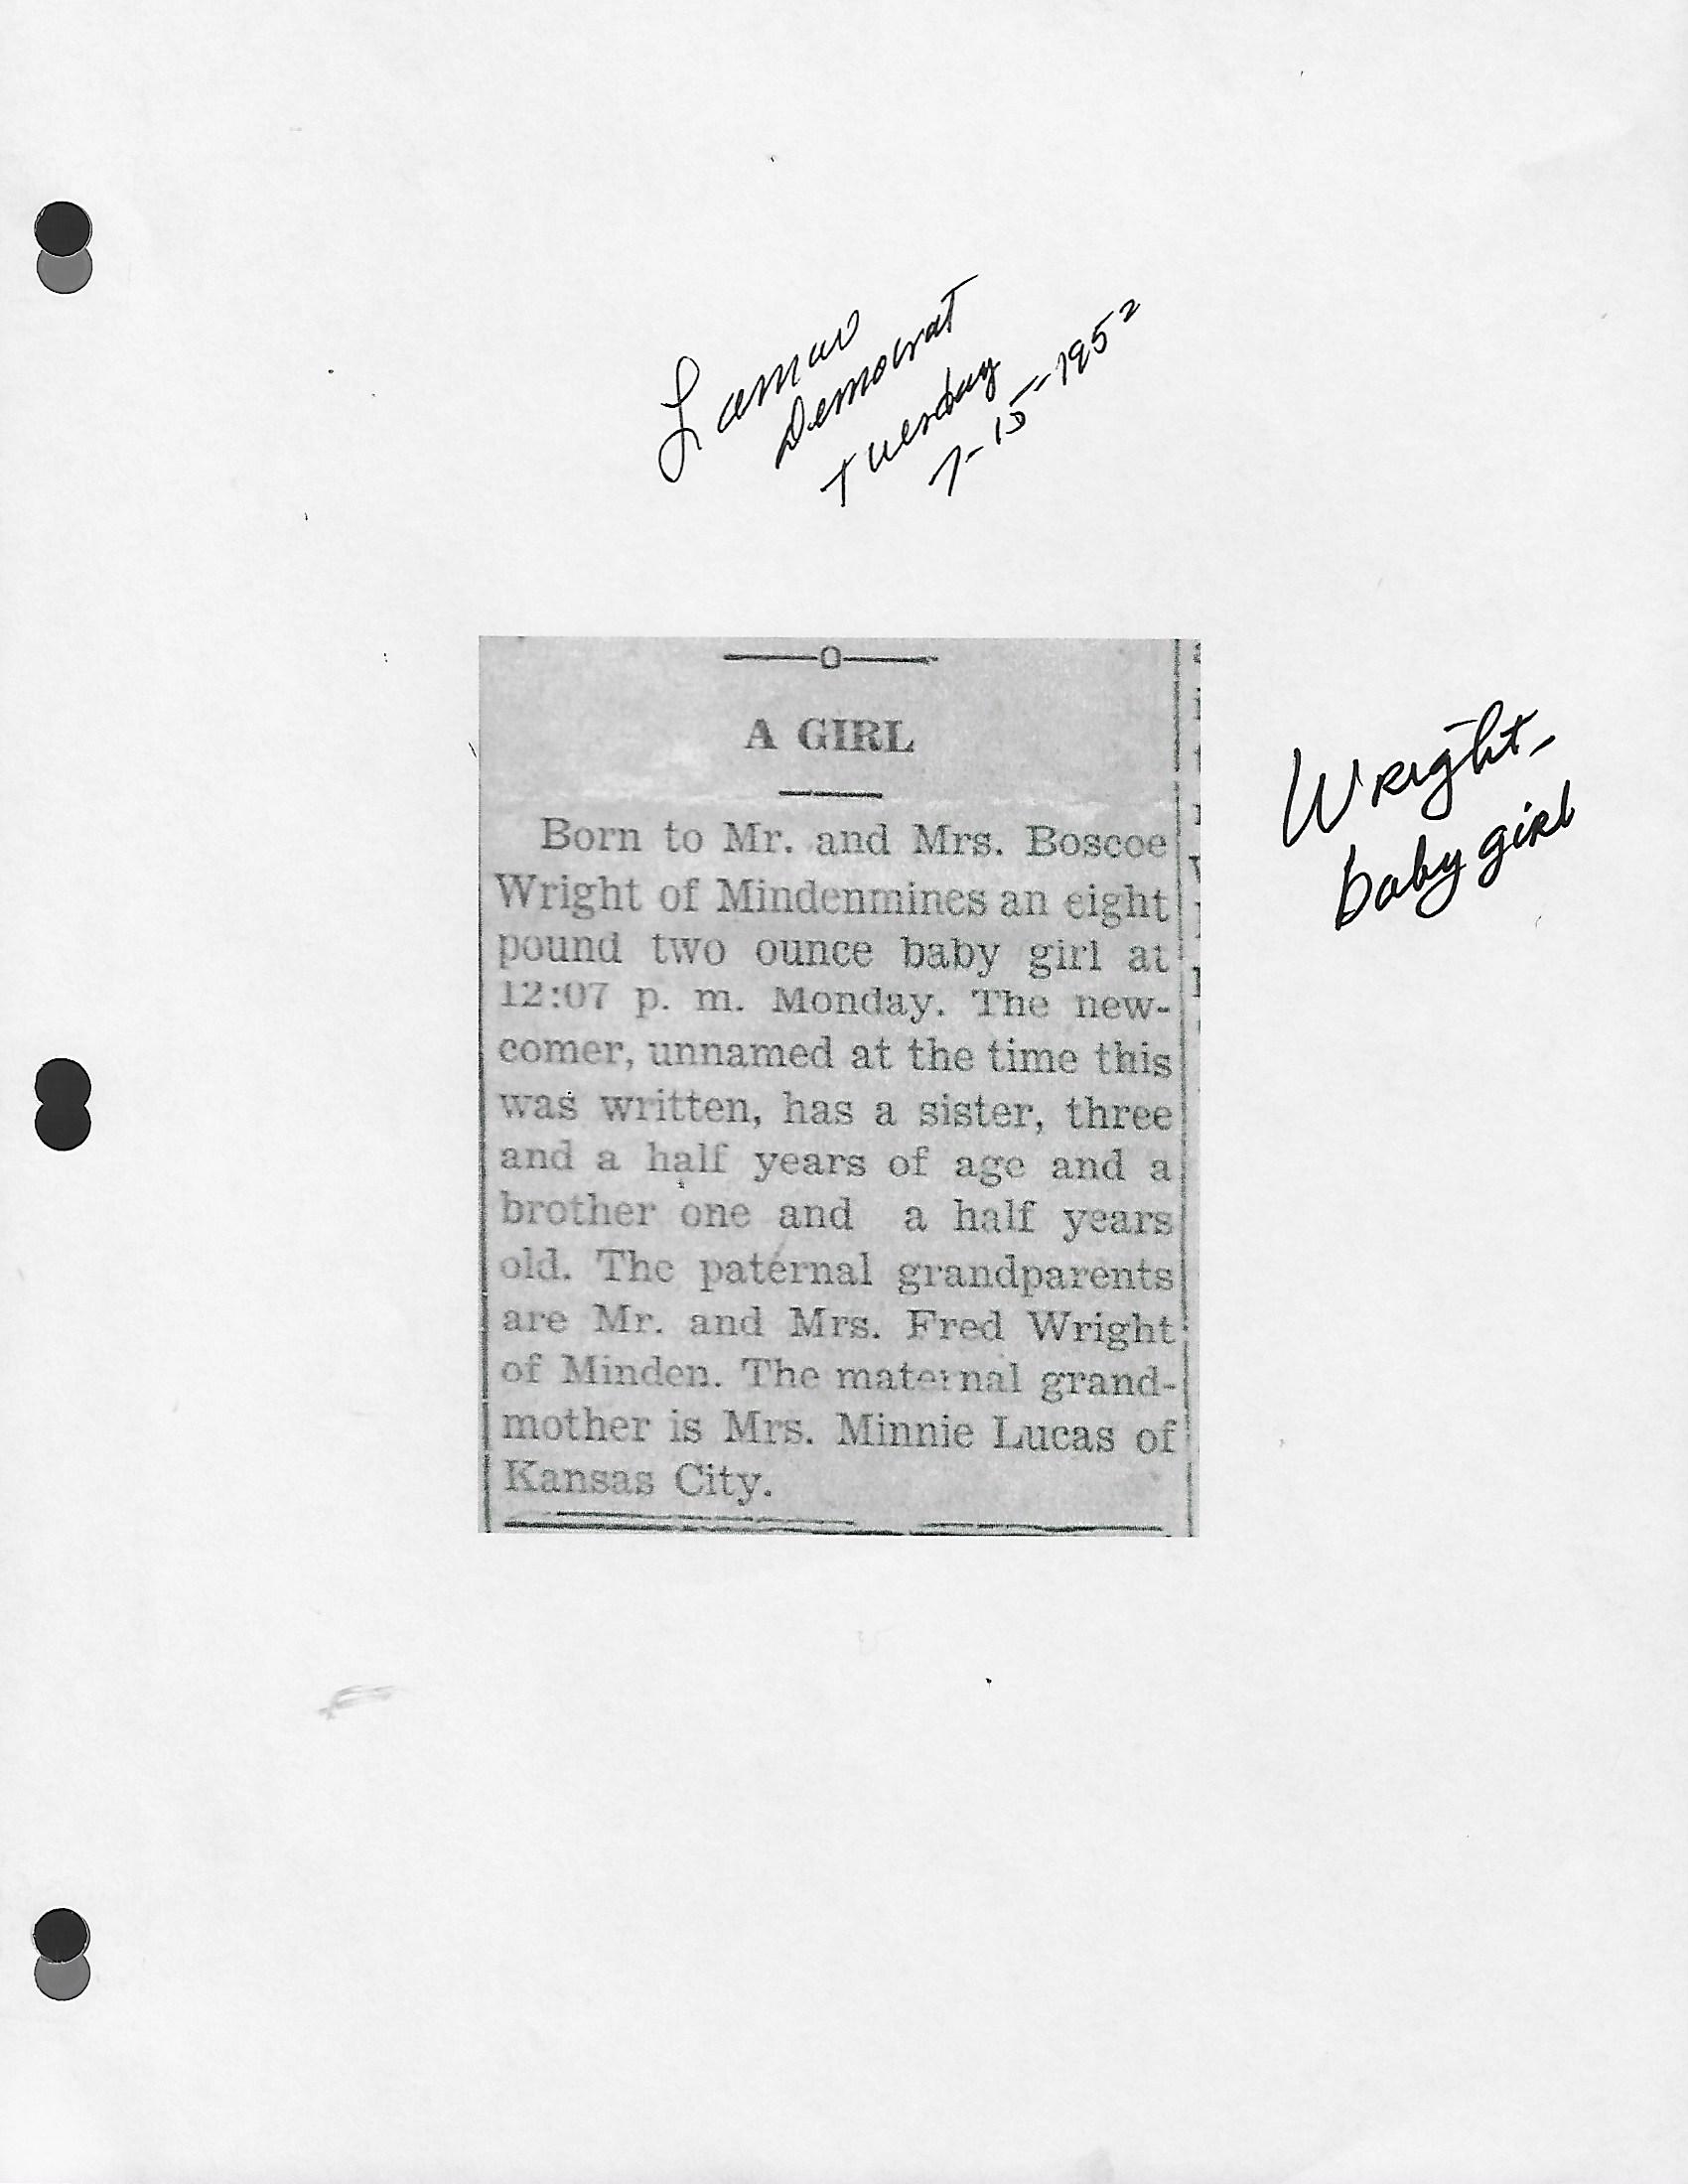 Lamar
Democrat
Tuesday
7-15-1952
A GIRL
Wright-
baby girl
Born to Mr. and Mrs. Boscoe
Wright of Mindenmines an eight
pound two ounce baby girl at
12:07 p. m. Monday. The new-
comer, unnamed at the time this
was written, has a sister, three
and a half years of age and a
brother one and a half years
old. The paternal grandparents
are Mr. and Mrs. Fred Wright
of Minden. The maternal grand-
mother is Mrs. Minnie Lucas of
Kansas City.